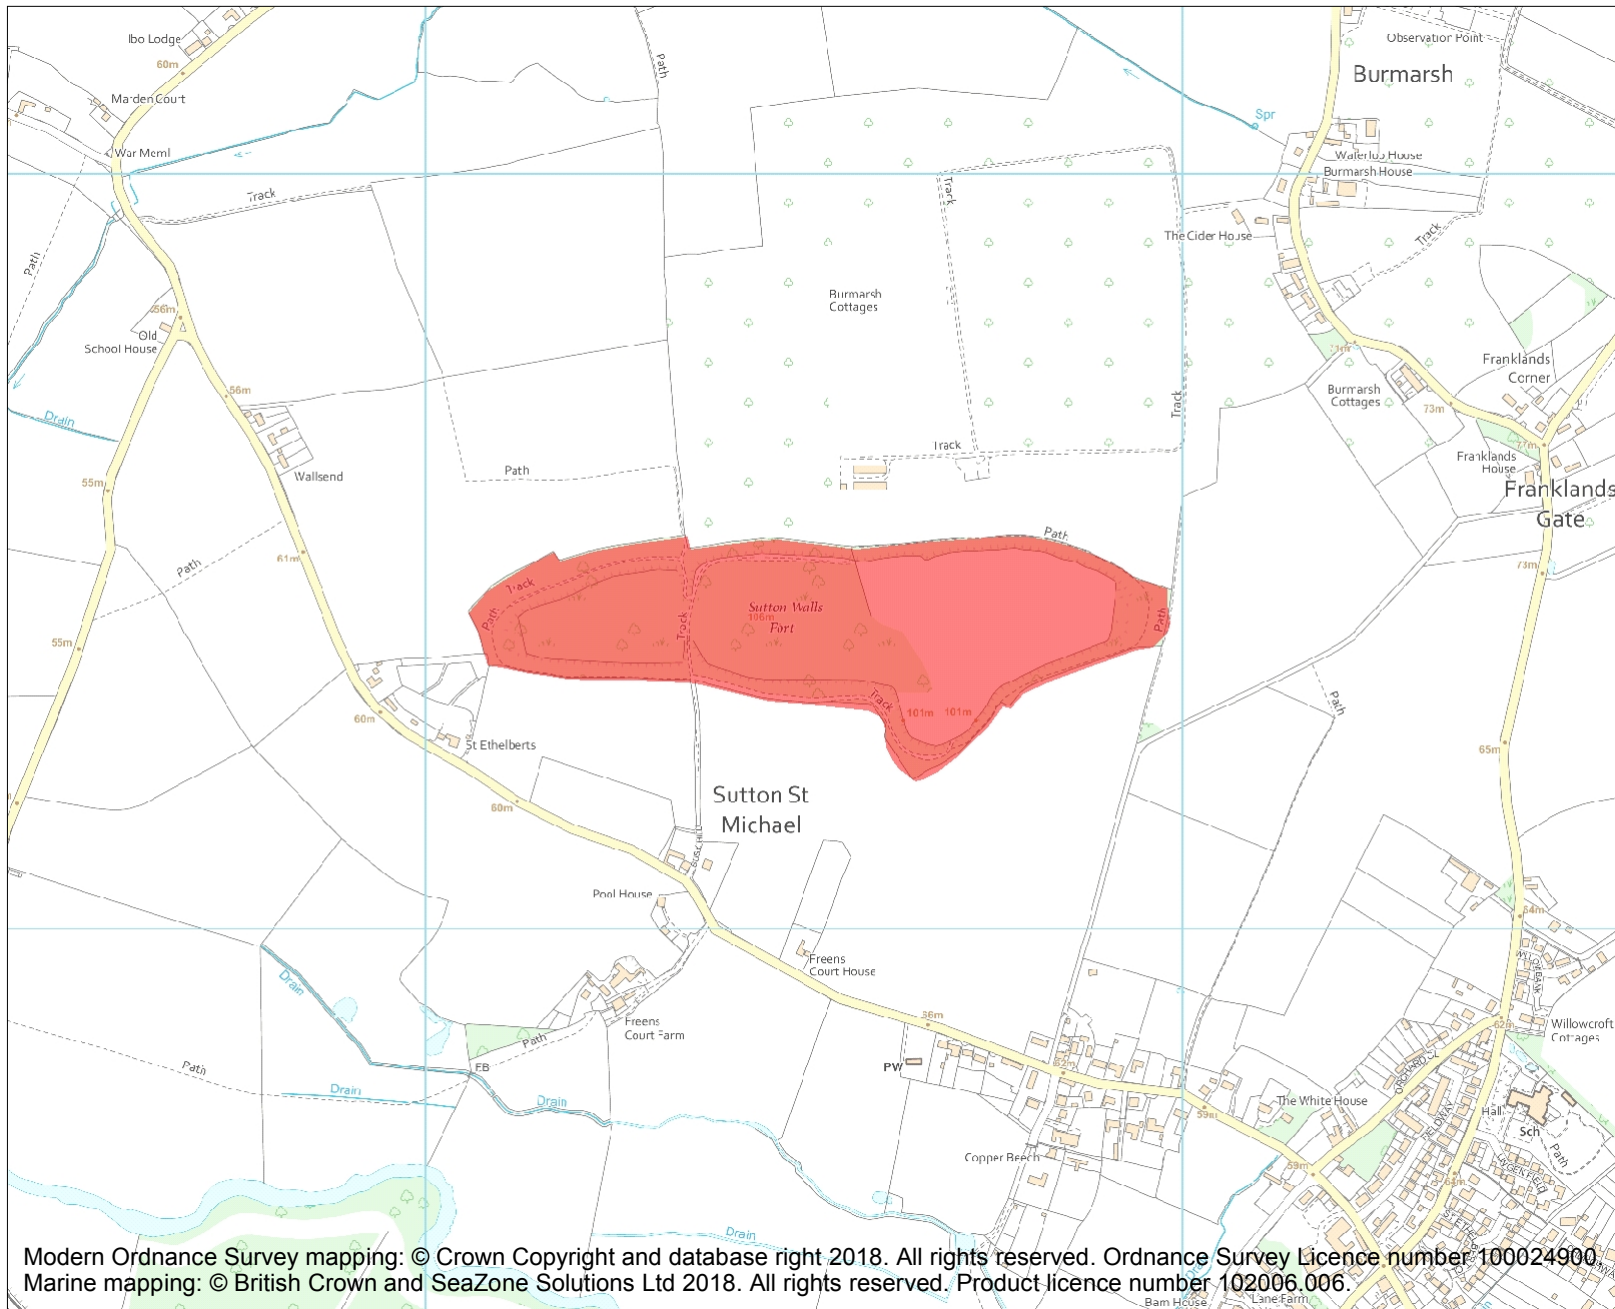 Ibo Lodge
60m
Path
Observation Point
Burmarsh
Marden Court
Spr
War Meml
Waterloo House
Burmarsh House
Track
Track
Path
The Cider House
Track
Burmarsh
Cottages
56m
Old
School House
71m
Franklands
Corner
56m
Burmarsh
Cottages
Track
73m
Drain
Track
77m
Franklands
House
Path
Wallsend
55m
Franklands
Gate
Path
61m
Path
73m
Track
Path
Sutton Walls
Fort
106m
Track
Path
55m
Track
101m
101m
Path
60m
St Ethelberts
65m
60m
Sutton St
Michael
Pool House
64m
Freens
Court House
Drain
Freens
Court Farm
56m
Willowcroft
Cottages
62m
Path
Path
FB
PW
52m
ORCHARD CL
Drain
Drain
The White House
59m
FIELDWAY
Hall
Sch
Path
Copper Beech
59m
64m
Drain
Modern Ordnance Survey mapping: © Crown Copyright and database right 2018. All rights reserved. Ordnance Survey Licence number 100024900.
Marine mapping: © British Crown and SeaZone Solutions Ltd 2018. All rights reserved. Product licence number 102006.006.
Lane Farm
Barn House